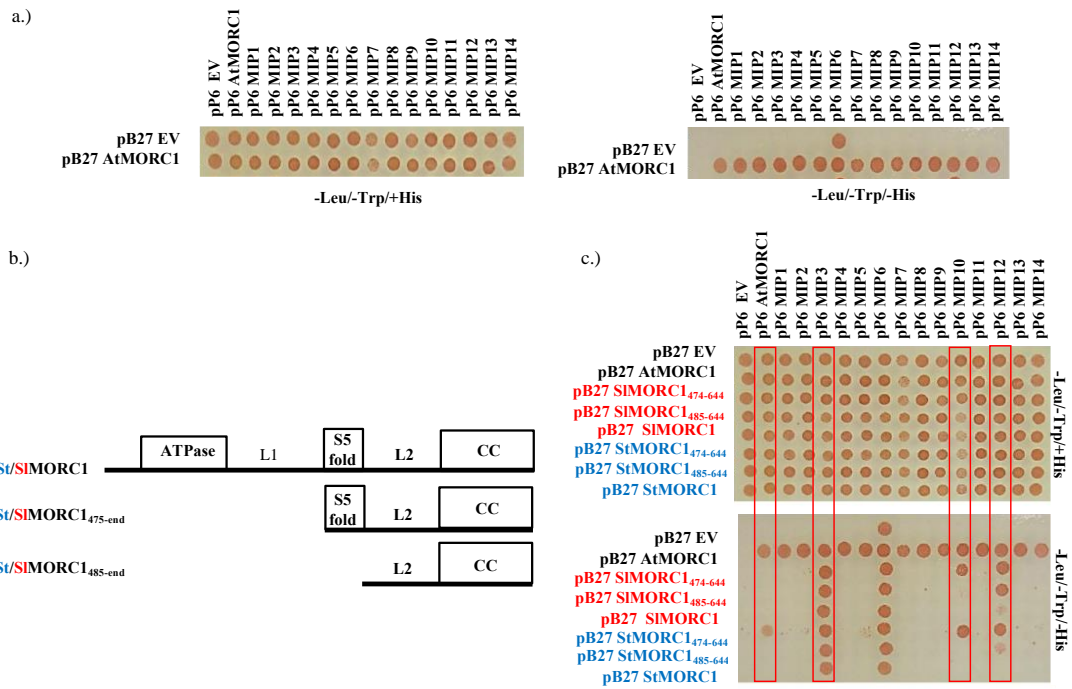 a.)
pP6 EV
pP6 AtMORC1
pP6 MIP1
pP6 MIP2
pP6 MIP3
pP6 MIP4
pP6 MIP5
pP6 MIP6
pP6 MIP7
pP6 MIP8
pP6 MIP9
pP6 MIP10
pP6 MIP11
pP6 MIP12
pP6 MIP13
pP6 MIP14
pB27 EV
pB27 AtMORC1
-Leu/-Trp/+His
pP6 EV
pP6 AtMORC1
pP6 MIP1
pP6 MIP2
pP6 MIP3
pP6 MIP4
pP6 MIP5
pP6 MIP6
pP6 MIP7
pP6 MIP8
pP6 MIP9
pP6 MIP10
pP6 MIP11
pP6 MIP12
pP6 MIP13
pP6 MIP14
pB27 EV
pB27 AtMORC1
-Leu/-Trp/-His
b.)
St/SlMORC1
ATPase
L1
S5 
fold
L2
CC
St/SlMORC1475-end
S5
fold
L2
CC
St/SlMORC1485-end
L2
CC
c.)
pP6 EV
pP6 AtMORC1
pP6 MIP1
pP6 MIP2
pP6 MIP3
pP6 MIP4
pP6 MIP5
pP6 MIP6
pP6 MIP7
pP6 MIP8
pP6 MIP9
pP6 MIP10
pP6 MIP11
pP6 MIP12
pP6 MIP13
pP6 MIP14
pB27 EV
pB27 AtMORC1
pB27 SlMORC1474-644
pB27 SlMORC1485-644
pB27 SlMORC1
pB27 StMORC1474-644
pB27 StMORC1485-644
pB27 StMORC1
-Leu/-Trp/+His
pB27 EV
pB27 AtMORC1
pB27 SlMORC1474-644
pB27 SlMORC1485-644
pB27 SlMORC1
pB27 StMORC1474-644
pB27 StMORC1485-644
pB27 StMORC1
-Leu/-Trp/-His